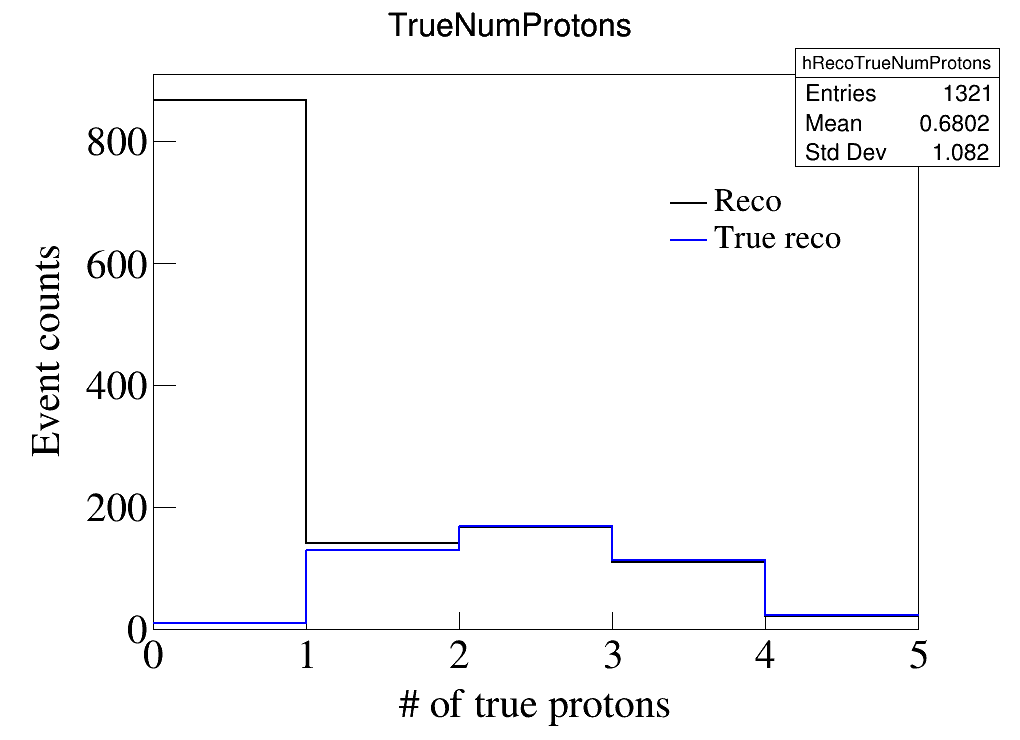 TrueNumProtons
hRecoTrueNumProtons
Entries 1321
Mean 0.6802
Std Dev 1.082
Reco
True reco
800
600
400
200
0
Event counts
0 1 2 3 4 5
# of true protons